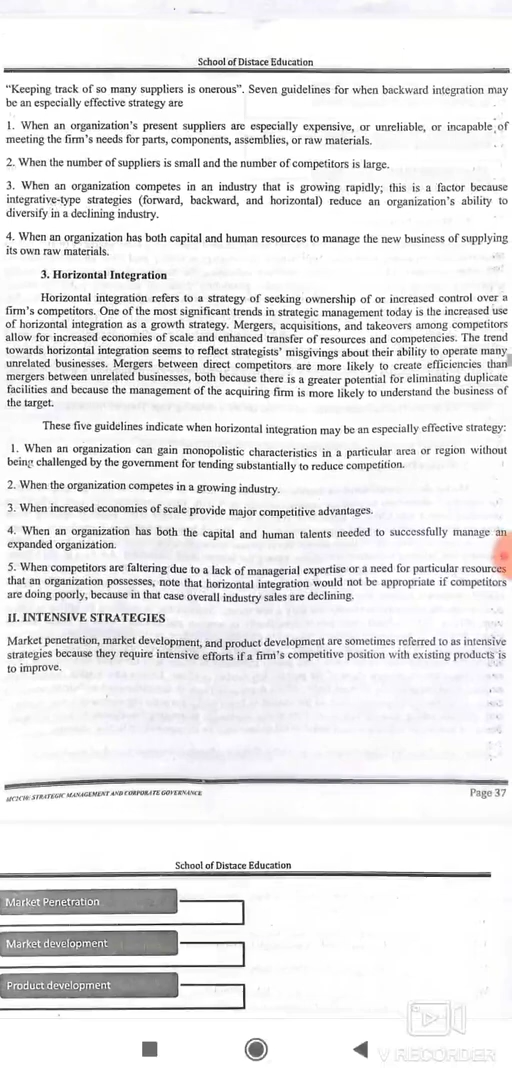 School of Distace Education
“Keeping track of so many suppliers is onerous”. Seven guidelines for when backward integration may
be an especially effective strategy are
1. When an organization’s present suppliers are especially expensive, or unreliable, or incapable of
meeting the firm’s needs for parts, components, assemblies, or raw materials.
2. When the number of suppliers is small and the number of competitors is large.
3. When an organization competes in an industry that is growing rapidly; this is a factor because
integrative-type strategies (forward, backward, and horizontal) reduce an organization’s ability to
diversify in a declining industry.
4. When an organization has both capital and human resources to manage the new business of supplying
its own raw materials.
3. Horizontal Integration
Horizontal integration refers to a strategy of seeking ownership of or increased control over a
firm’s competitors. One of the most significant trends in strategic management today is the increased use
of horizontal integration as a growth strategy. Mergers, acquisitions, and takeovers among competitors
allow for increased economies of scale and enhanced transfer of resources and competencies. The trend
towards horizontal integration seems to reflect strategists’ misgivings about their ability to operate many
unrelated businesses. Mergers between direct competitors are more likely to create efficiencies than
mergers between unrelated businesses, both because there is a greater potential for eliminating duplicate
facilities and because the management of the acquiring firm is more likely to understand the business of
the target.
These five guidelines indicate when horizontal integration may be an especially effective strategy:
1. When an organization can gain monopolistic characteristics in a particular area or region without
being challenged by the government for tending substantially to reduce competition.
2. When the organization competes in a growing industry.
3. When increased economies of scale provide major competitive advantages.
4. When an organization has both the capital and human talents needed to successfully manage an
expanded organization.
5. When competitors are faltering due to a lack of managerial expertise or a need for particular resources
that an organization possesses, note that horizontal integration would not be appropriate if competitors
are doing poorly, because in that case overall industry sales are declining.
II. INTENSIVE STRATEGIES
Market penetration, market development, and product development are sometimes referred to as intensive
strategies because they require intensive efforts if a firm’s competitive position with existing products is
to improve.
STRATEGIC MANAGEMENT AND CORPORATE GOVERNANCE
Page 37
School of Distace Education
Market Penetration
Market development
Product development
V RECORDER